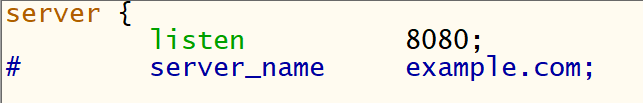 server {
        listen          8080;
#       server_name     example.com;